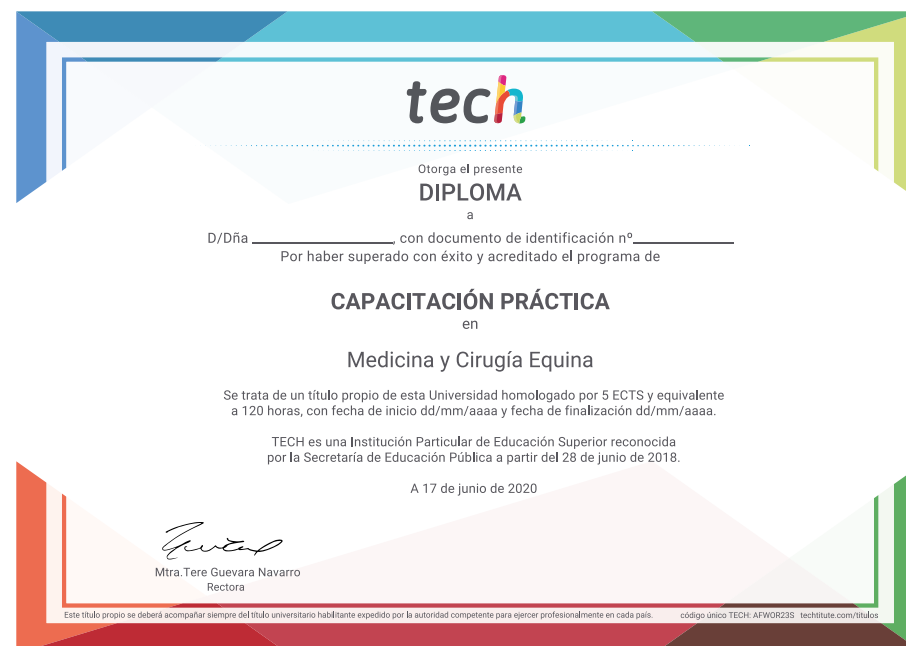 tech
Otorga el presente
DIPLOMA
a
D/Dña ____________________, con documento de identificación nº______________
Por haber superado con éxito y acreditado el programa de
CAPACITACIÓN PRÁCTICA
en
Medicina y Cirugía Equina
Se trata de un título propio de esta Universidad homologado por 5 ECTS y equivalente
a 120 horas, con fecha de inicio dd/mm/aaaa y fecha de finalización dd/mm/aaaa.
TECH es una Institución Particular de Educación Superior reconocida
por la Secretaría de Educación Pública a partir del 28 de junio de 2018.
A 17 de junio de 2020
Mtra.Tere Guevara Navarro
Rectora
Este título propio se deberá acompañar siempre del título universitario habilitante expedido por la autoridad competente para ejercer profesionalmente en cada país. código único TECH: AFWOR23S techtitute.com/titulos